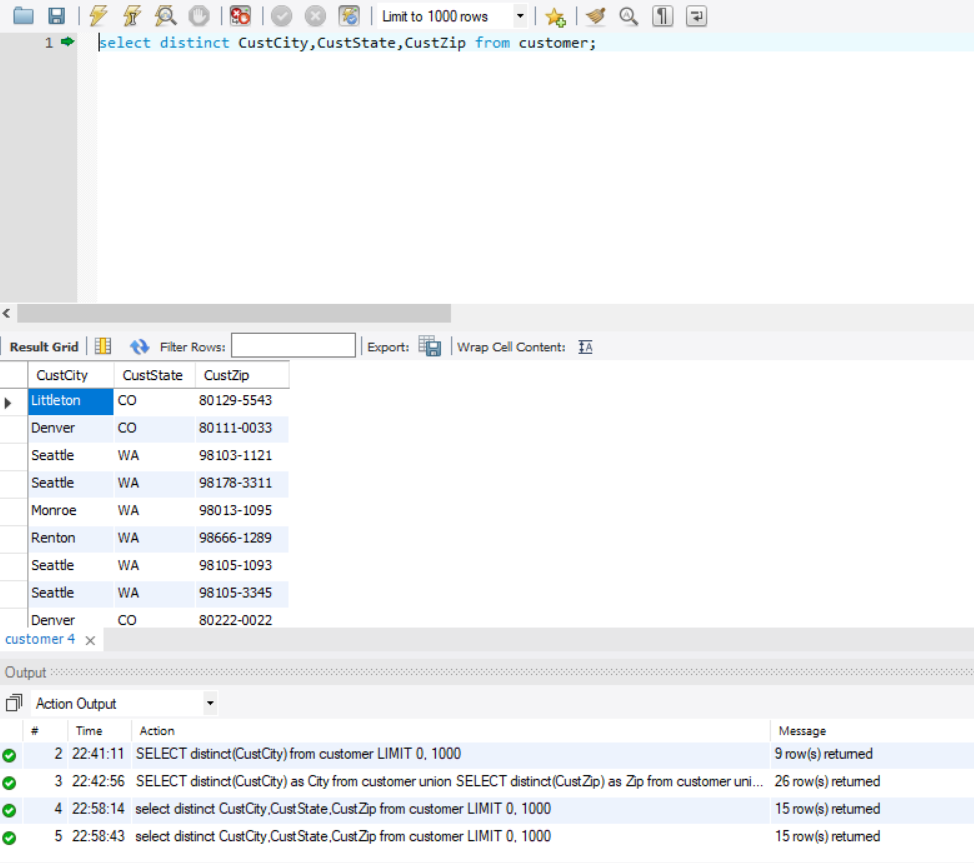 Limit to 1000 rows
1 select distinct CustCity,CustState,CustZip from customer;
Result Grid Filter Rows: Export: Wrap Cell Content:
CustCity CustState CustZip
Littleton CO 80129-5543
Denver CO 80111-0033
Seattle WA 98103-1121
Seattle WA 98178-3311
Monroe WA 98013-1095
Renton WA 98666-1289
Seattle WA 98105-1093
Seattle WA 98105-3345
Denver CO 80222-0022
customer 4
Output
Action Output
# Time Action Message
2 22:41:11 SELECT distinct(CustCity) from customer LIMIT 0, 1000 9 row(s) returned
3 22:42:56 SELECT distinct(CustCity) as City from customer union SELECT distinct(CustZip) as Zip from customer uni... 26 row(s) returned
4 22:58:14 select distinct CustCity,CustState,CustZip from customer LIMIT 0, 1000 15 row(s) returned
5 22:58:43 select distinct CustCity,CustState,CustZip from customer LIMIT 0, 1000 15 row(s) returned